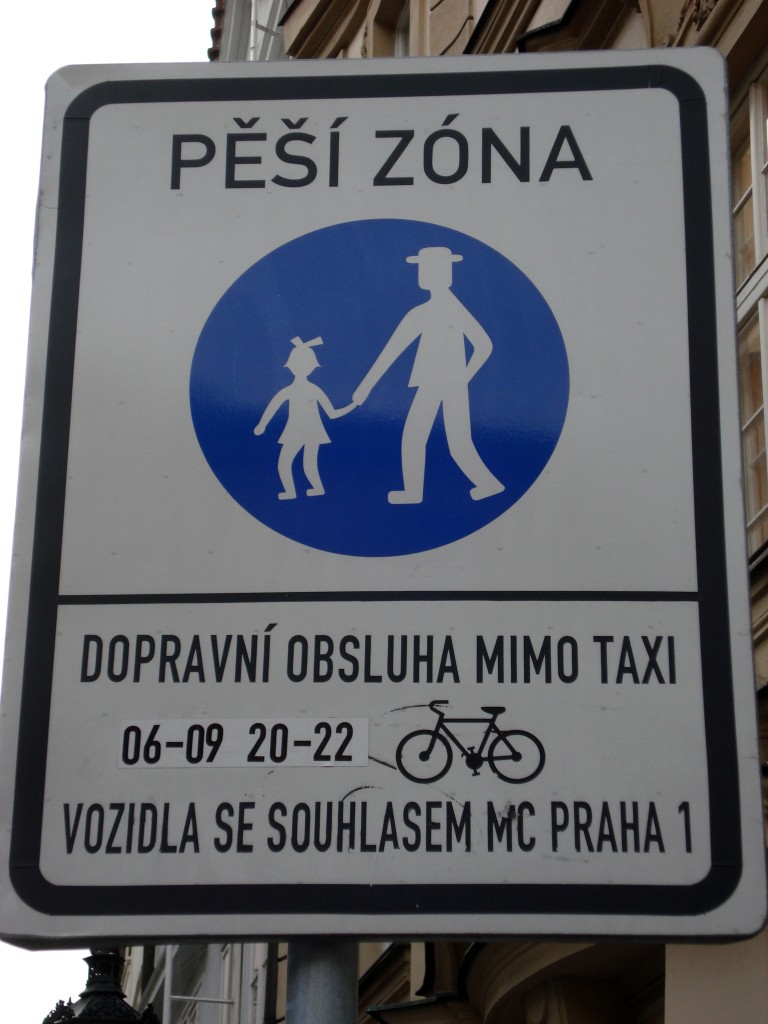 PĚŠÍ ZÓNA
DOPRAVNÍ OBSLUHA MIMO TAXI
06-09 20-22
VOZIDLA SE SOUHLASEM MC PRAHA 1